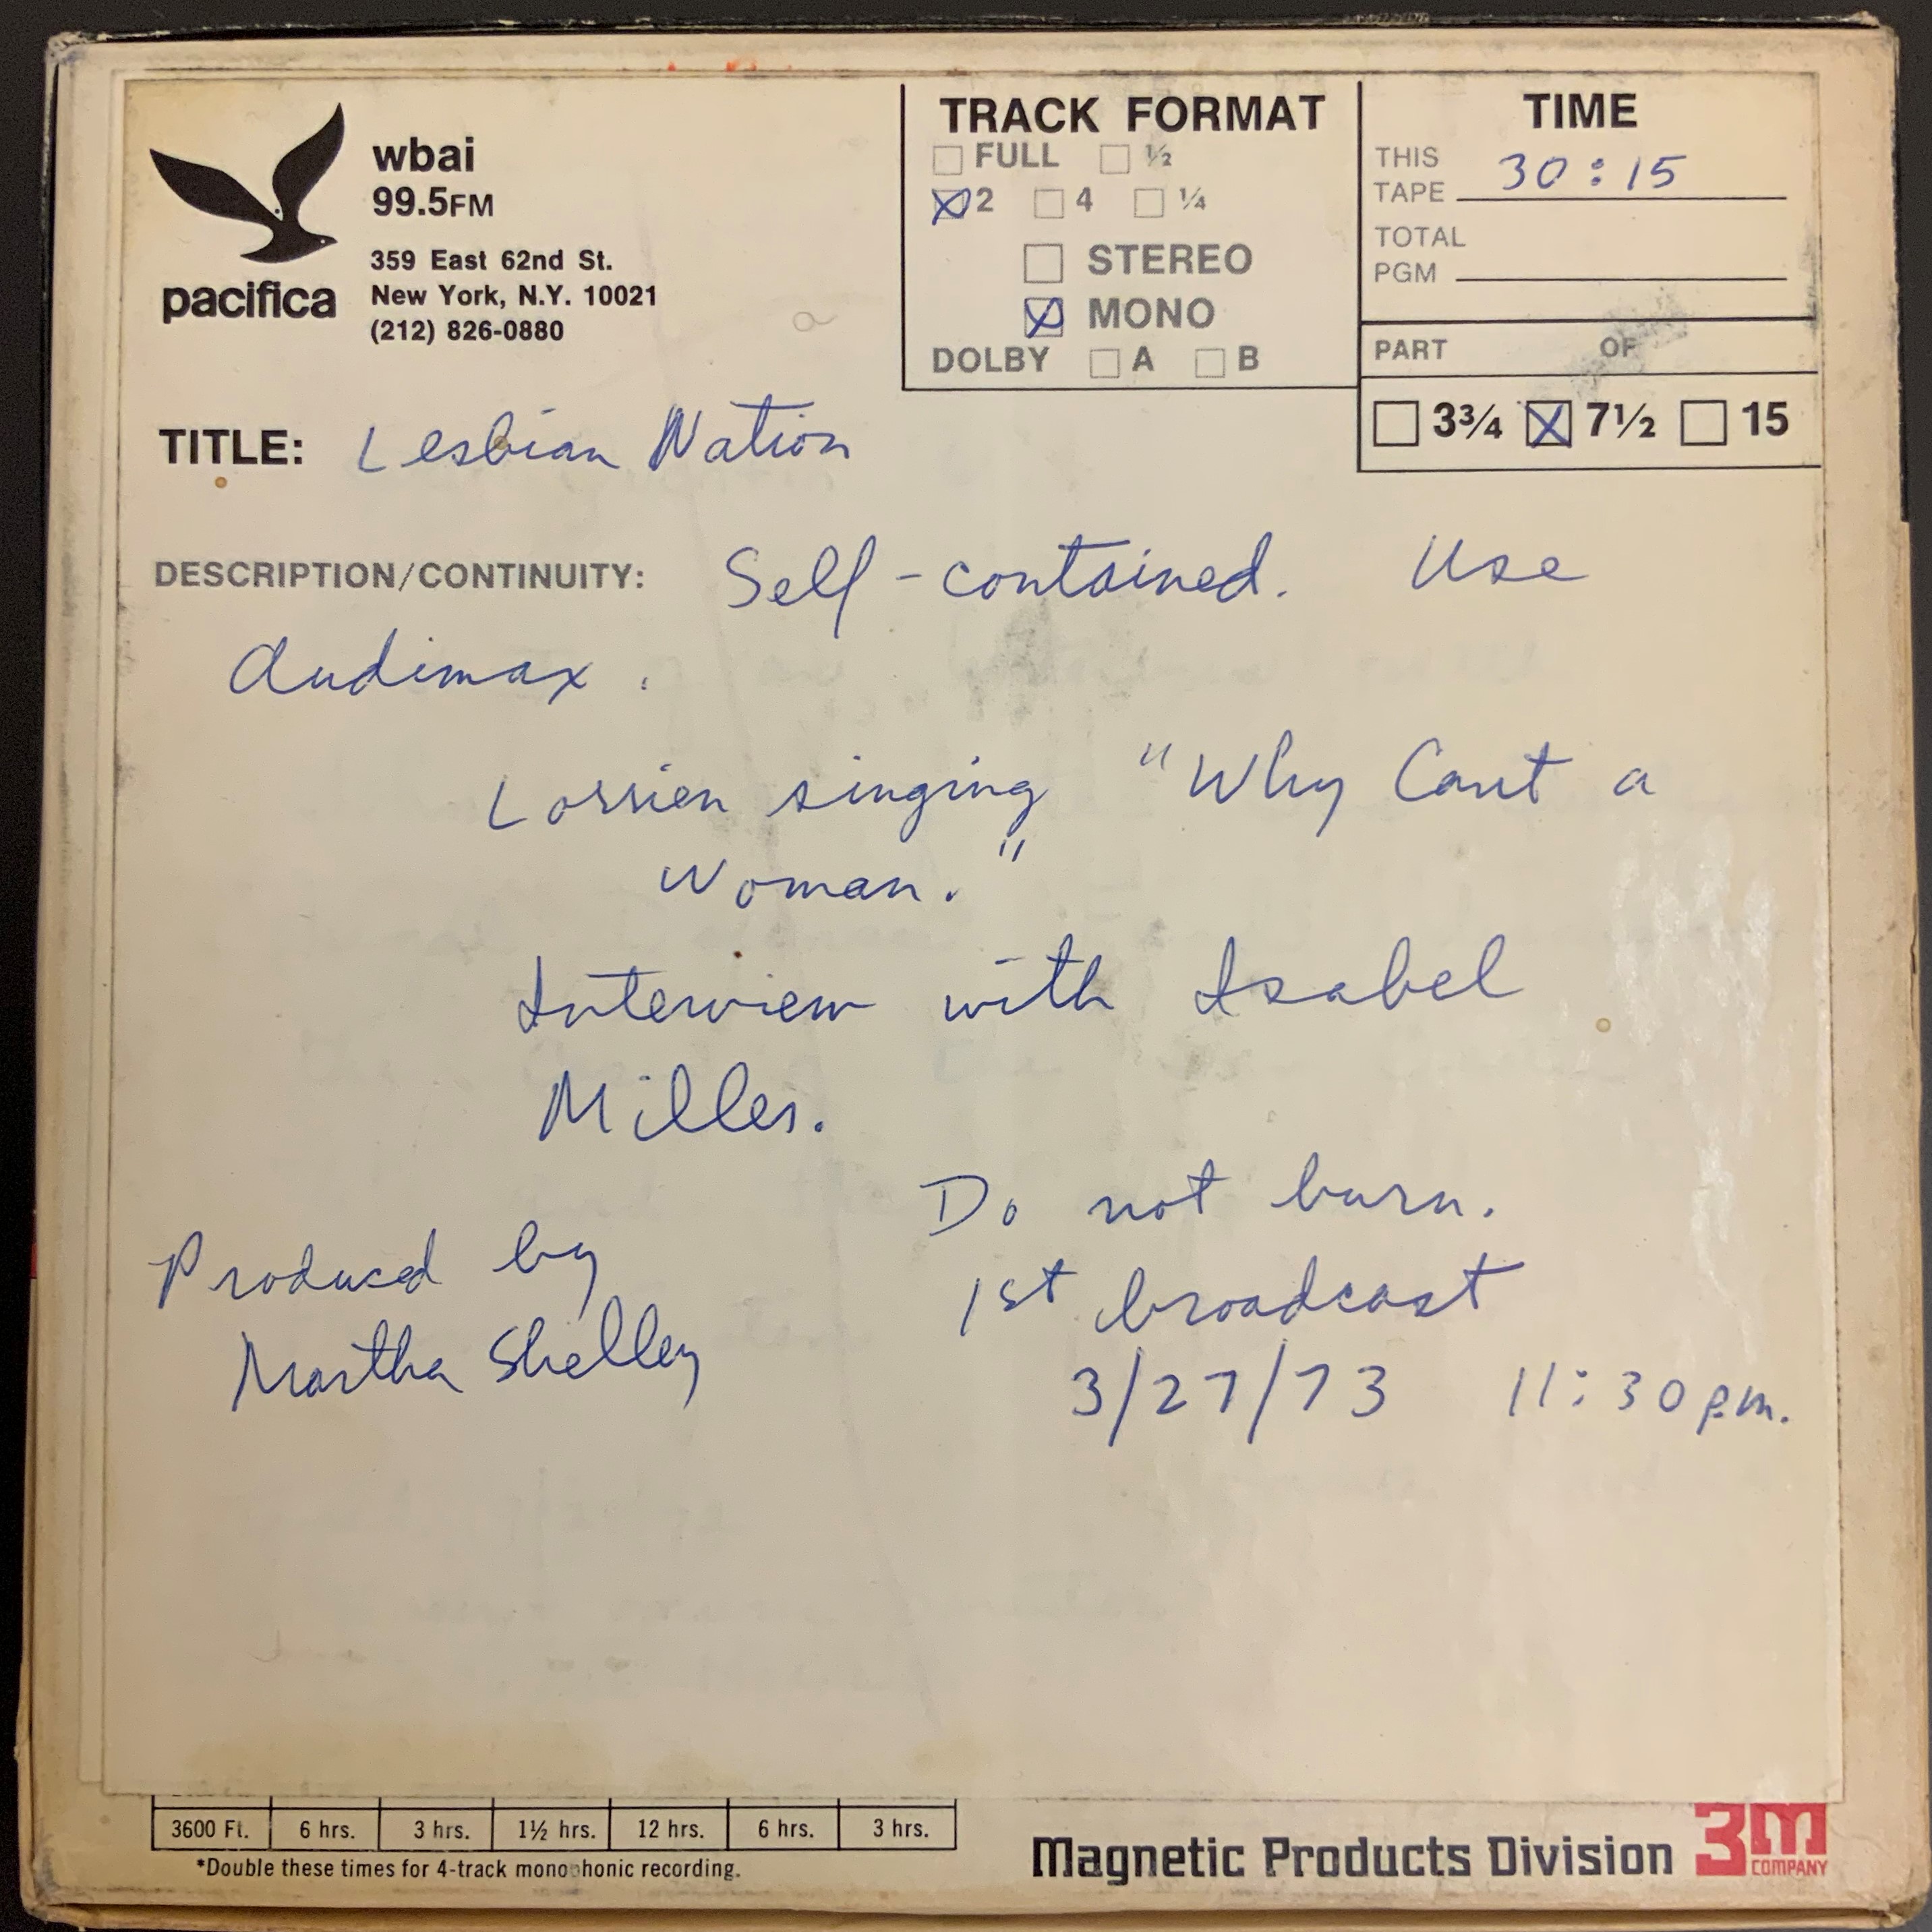 wbai
99.5FM
359 East 62nd St.
New York, N.Y. 10021
(212) 826-0880
pacifica
TRACK FORMAT
FULL ½
2 4 ¼
STEREO
MONO
DOLBY A B
TIME
THIS TAPE 30:15
TOTAL PGM
PART OF
3¾ 7½ 15
TITLE: Lesbian Nation
DESCRIPTION/CONTINUITY: Self-contained. Use
Audimax.
Lorrien singing "Why Cant a
Woman."
Interview with Isabel
Miller.
Do not burn.
Produced by
Martha Shelley
1st broadcast
3/27/73 11:30 p.m.
3600 Ft. 6 hrs. 3 hrs. 1½ hrs. 12 hrs. 6 hrs. 3 hrs.
*Double these times for 4-track monophonic recording.
Magnetic Products Division 3M
COMPANY